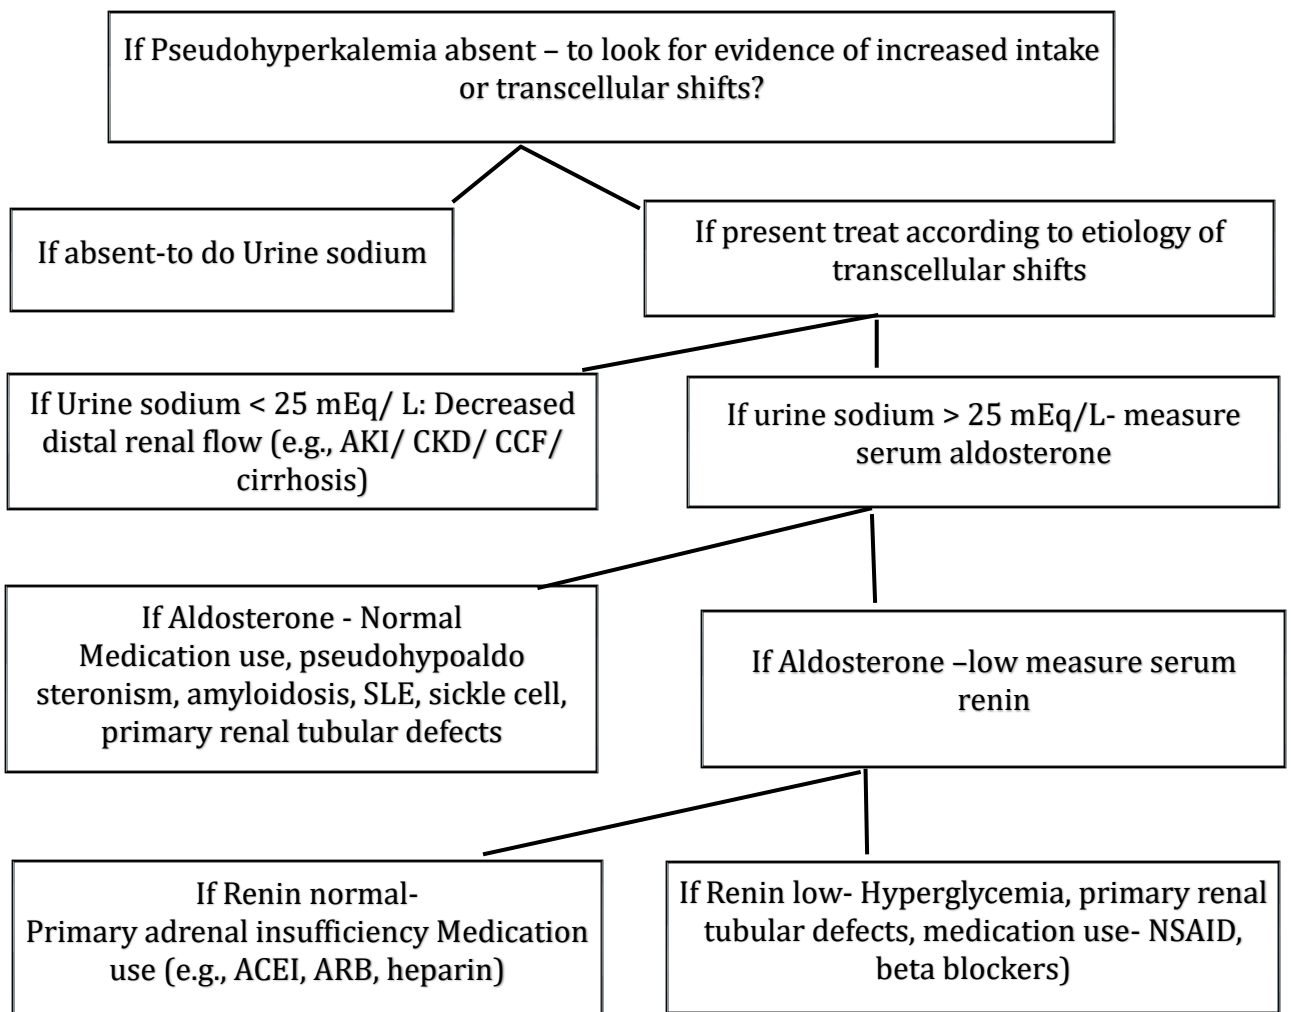 If Pseudohyperkalemia absent – to look for evidence of increased intake
or transcellular shifts?
If absent-to do Urine sodium
If present treat according to etiology of
transcellular shifts
If Urine sodium < 25 mEq/ L: Decreased
distal renal flow (e.g., AKI/ CKD/ CCF/
cirrhosis)
If urine sodium > 25 mEq/L- measure
serum aldosterone
If Aldosterone - Normal
Medication use, pseudohypoaldo
steronism, amyloidosis, SLE, sickle cell,
primary renal tubular defects
If Aldosterone –low measure serum
renin
If Renin normal-
Primary adrenal insufficiency Medication
use (e.g., ACEI, ARB, heparin)
If Renin low- Hyperglycemia, primary renal
tubular defects, medication use- NSAID,
beta blockers)